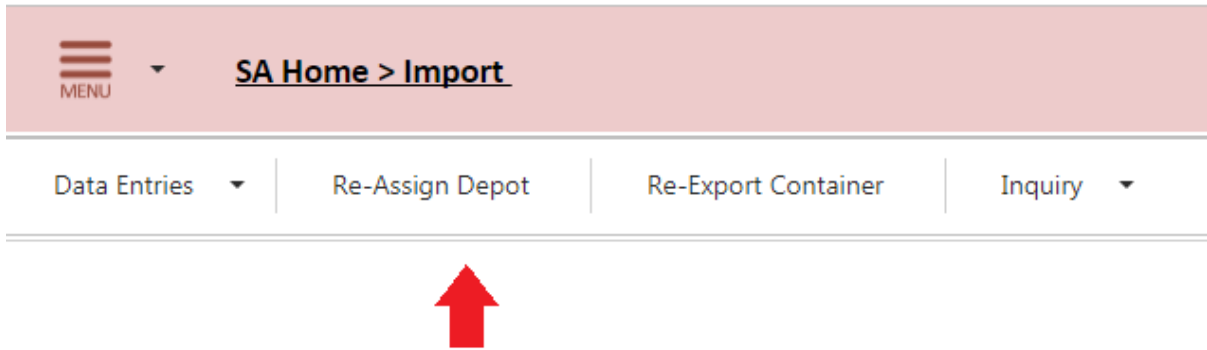 MENU
SA Home > Import
Data Entries
Re-Assign Depot
Re-Export Container
Inquiry